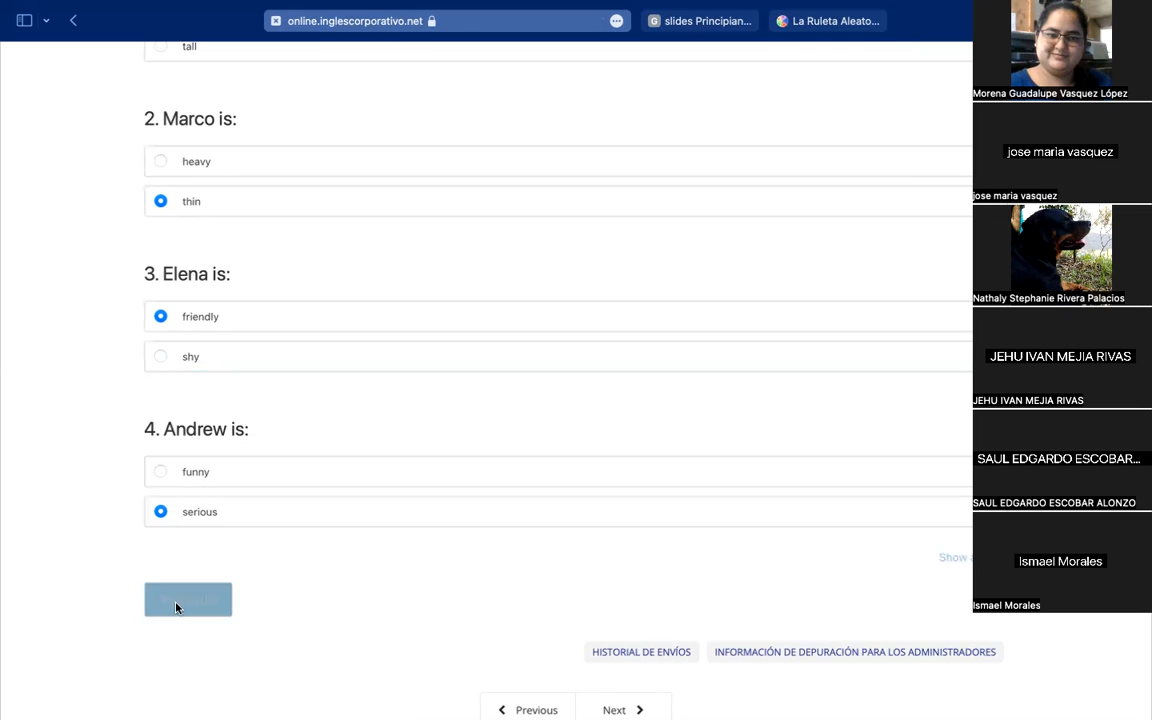 online.inglescorporativo.net
slides Principian...
La Ruleta Aleato...
tall
2. Marco is:
heavy
thin
3. Elena is:
friendly
shy
4. Andrew is:
funny
serious
Show
HISTORIAL DE ENVÍOS
INFORMACIÓN DE DEPURACIÓN PARA LOS ADMINISTRADORES
Previous
Next
Morena Guadalupe Vasquez López
jose maria vasquez
jose maria vasquez
Nathaly Stephanie Rivera Palacios
JEHU IVAN MEJIA RIVAS
JEHU IVAN MEJIA RIVAS
SAUL EDGARDO ESCOBAR...
SAUL EDGARDO ESCOBAR ALONZO
Ismael Morales
Ismael Morales